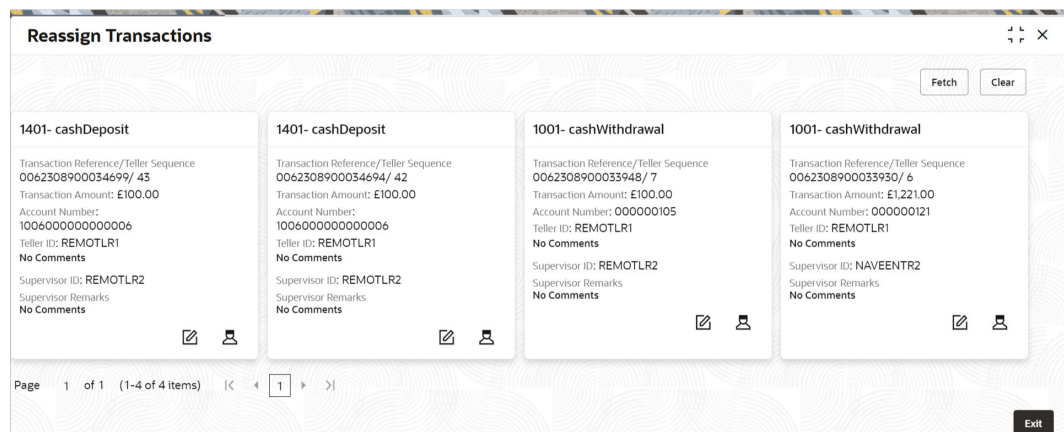 Reassign Transactions
Fetch Clear
1401- cashDeposit
Transaction Reference/Teller Sequence
0062308900034699/ 43
Transaction Amount: £100.00
Account Number:
1006000000000006
Teller ID: REMOTLR1
No Comments
Supervisor ID: REMOTLR2
Supervisor Remarks
No Comments
1401- cashDeposit
Transaction Reference/Teller Sequence
0062308900034694/ 42
Transaction Amount: £100.00
Account Number:
1006000000000006
Teller ID: REMOTLR1
No Comments
Supervisor ID: REMOTLR2
Supervisor Remarks
No Comments
1001- cashWithdrawal
Transaction Reference/Teller Sequence
0062308900033948/ 7
Transaction Amount: £100.00
Account Number: 000000105
Teller ID: REMOTLR1
No Comments
Supervisor ID: REMOTLR2
Supervisor Remarks
No Comments
1001- cashWithdrawal
Transaction Reference/Teller Sequence
0062308900033930/ 6
Transaction Amount: £1,221.00
Account Number: 000000121
Teller ID: REMOTLR1
No Comments
Supervisor ID: NAVEENTR2
Supervisor Remarks
No Comments
Page 1 of 1 (1-4 of 4 items) 1
Exit